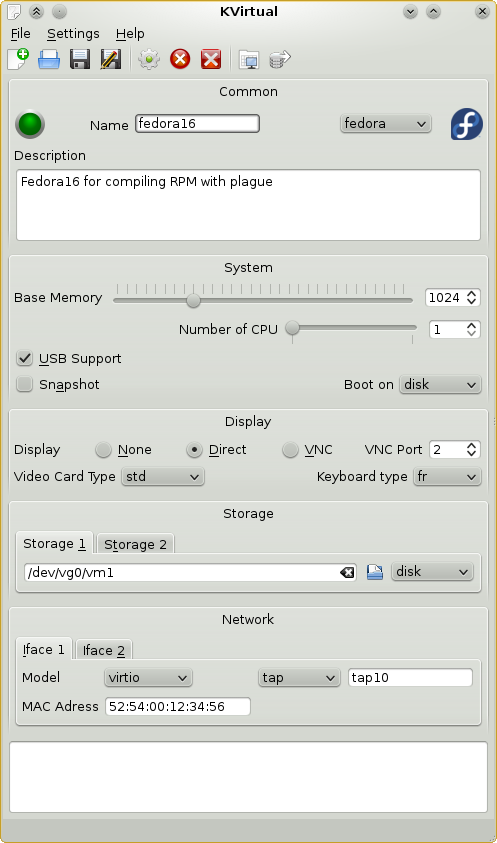 KVirtual
File Settings Help
Common
Name fedora16 fedora
Description
Fedora16 for compiling RPM with plague
System
Base Memory 1024
Number of CPU 1
USB Support
Snapshot Boot on disk
Display
Display None Direct VNC VNC Port 2
Video Card Type std Keyboard type fr
Storage
Storage 1 Storage 2
/dev/vg0/vm1 disk
Network
Iface 1 Iface 2
Model virtio tap tap10
MAC Adress 52:54:00:12:34:56